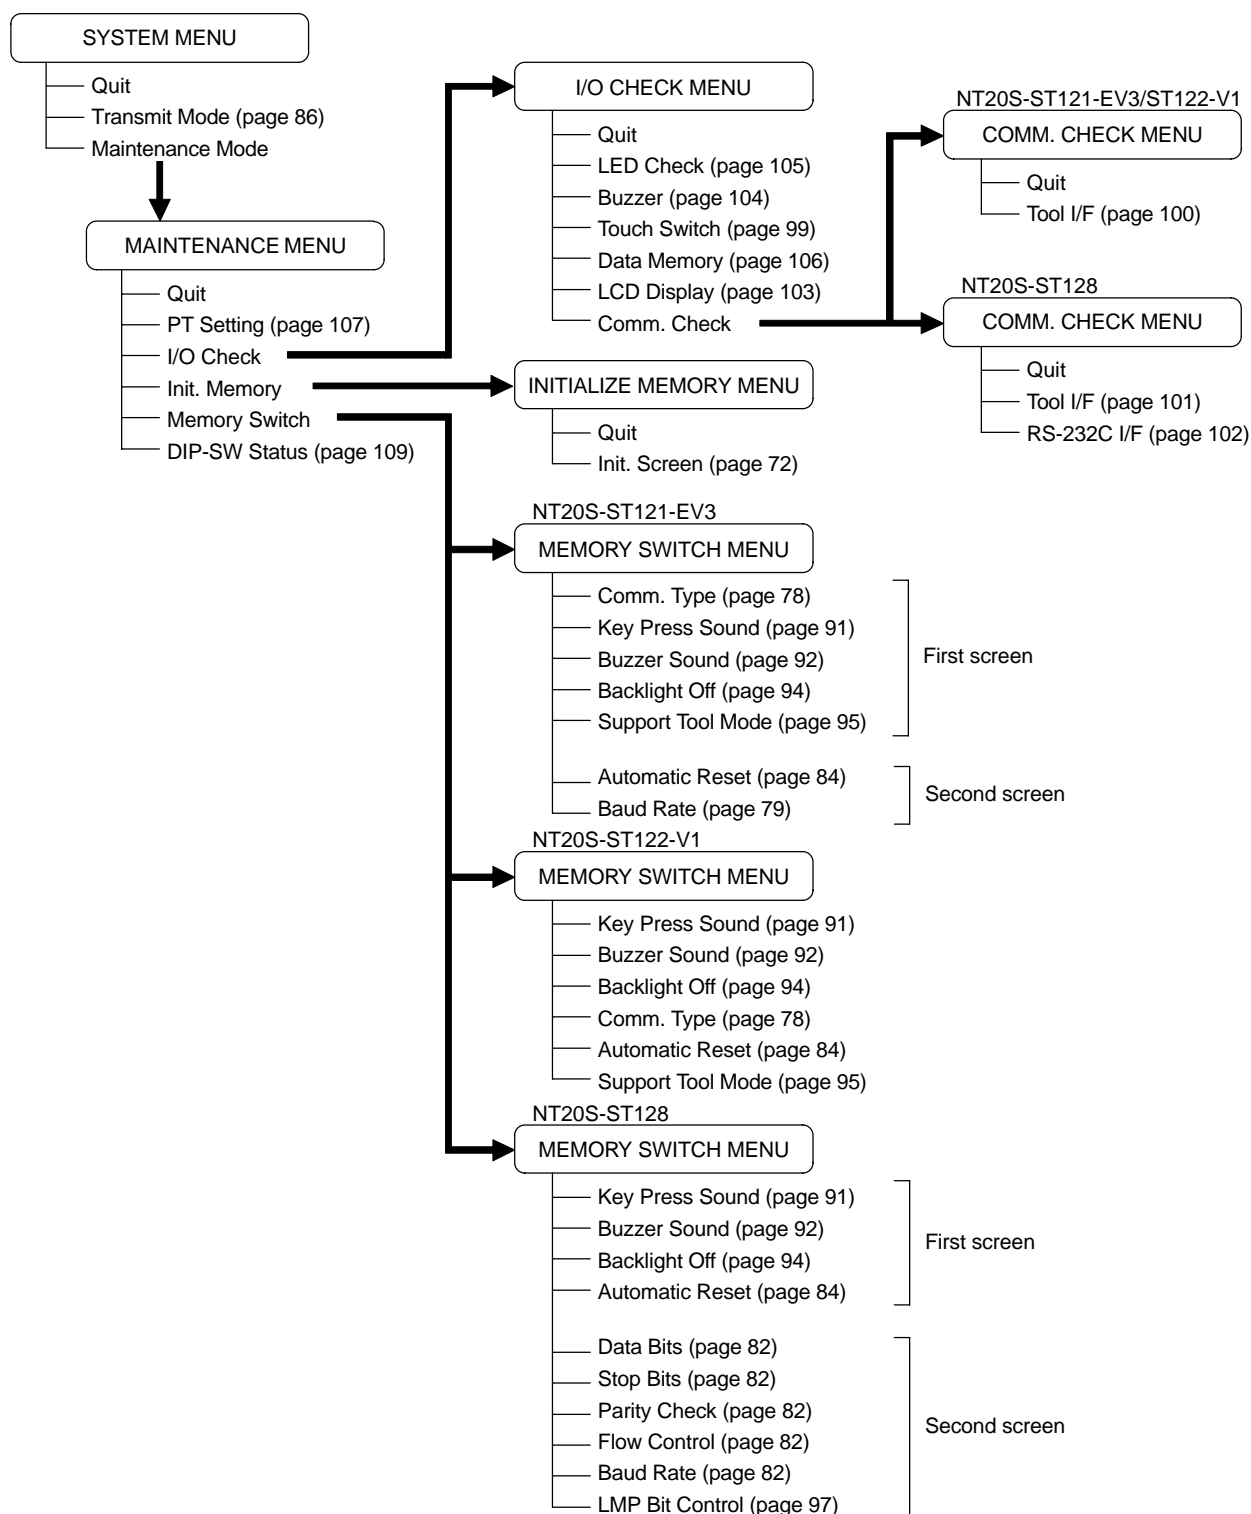 SYSTEM MENU
Quit
Transmit Mode (page 86)
Maintenance Mode
MAINTENANCE MENU
Quit
PT Setting (page 107)
I/O Check
Init. Memory
Memory Switch
DIP-SW Status (page 109)
I/O CHECK MENU
Quit
LED Check (page 105)
Buzzer (page 104)
Touch Switch (page 99)
Data Memory (page 106)
LCD Display (page 103)
Comm. Check
NT20S-ST121-EV3/ST122-V1
COMM. CHECK MENU
Quit
Tool I/F (page 100)
NT20S-ST128
COMM. CHECK MENU
Quit
Tool I/F (page 101)
RS-232C I/F (page 102)
INITIALIZE MEMORY MENU
Quit
Init. Screen (page 72)
NT20S-ST121-EV3
MEMORY SWITCH MENU
Comm. Type (page 78)
Key Press Sound (page 91)
Buzzer Sound (page 92)
Backlight Off (page 94)
Support Tool Mode (page 95)
First screen
Automatic Reset (page 84)
Baud Rate (page 79)
Second screen
NT20S-ST122-V1
MEMORY SWITCH MENU
Key Press Sound (page 91)
Buzzer Sound (page 92)
Backlight Off (page 94)
Comm. Type (page 78)
Automatic Reset (page 84)
Support Tool Mode (page 95)
NT20S-ST128
MEMORY SWITCH MENU
Key Press Sound (page 91)
Buzzer Sound (page 92)
Backlight Off (page 94)
Automatic Reset (page 84)
First screen
Data Bits (page 82)
Stop Bits (page 82)
Parity Check (page 82)
Flow Control (page 82)
Baud Rate (page 82)
LMP Bit Control (page 97)
Second screen